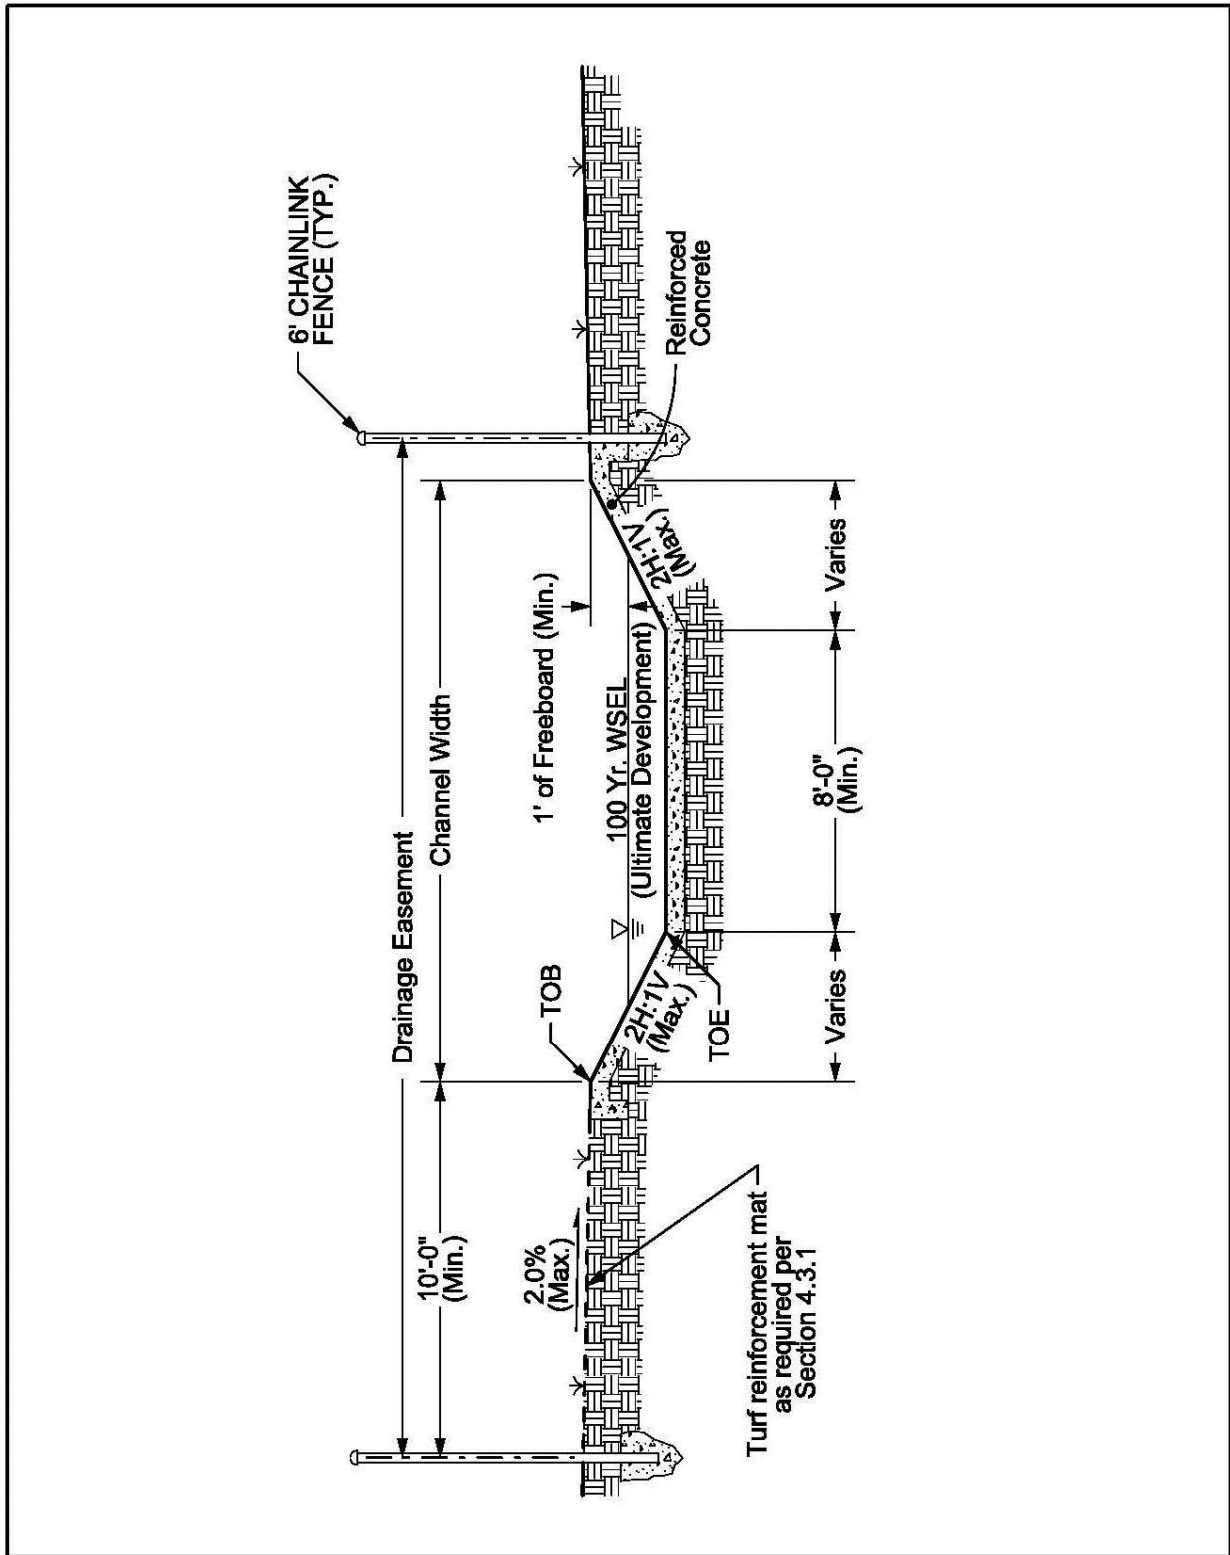 6' CHAINLINK
FENCE (TYP.)
Drainage Easement
Channel Width
10'-0"
(Min.)
TOB
1' of Freeboard (Min.)
2.0%
(Max.)
100 Yr. WSEL
(Ultimate Development)
2H:1V
(Max.)
2H:1V
(Max.)
Reinforced
Concrete
TOE
Turf reinforcement mat
as required per
Section 4.3.1
Varies
8'-0"
(Min.)
Varies